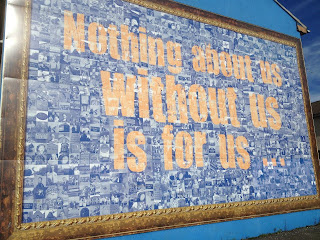 Nothing about us
without us
is for us ...